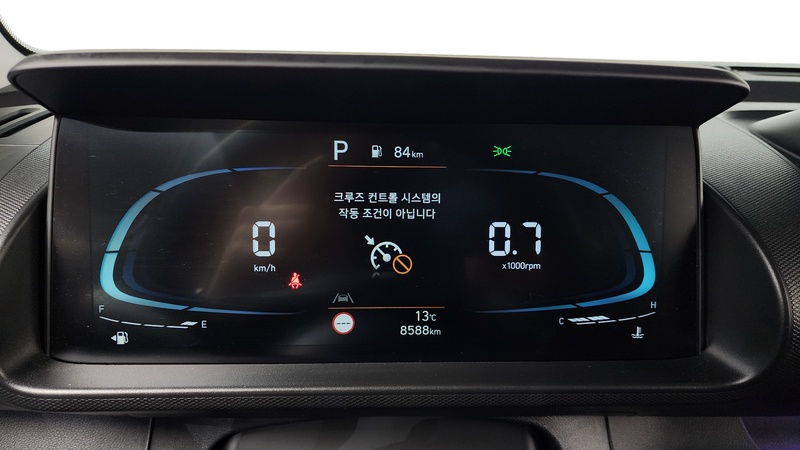 P 84km
크루즈 컨트롤 시스템의
작동 조건이 아닙니다
0
km/h
0.7
x1000rpm
F E
C H
13℃
8588km